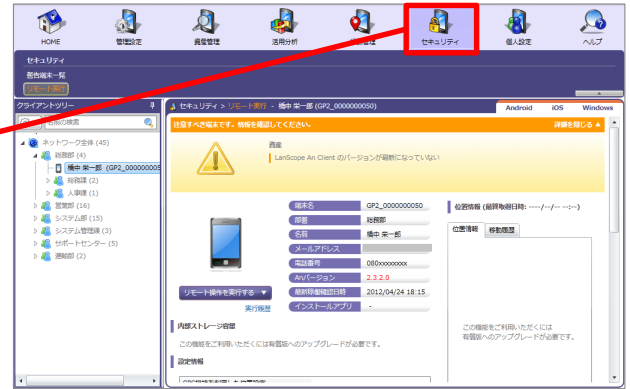 HOME 管理設定 資産管理 活用分析 管理 セキュリティ 個人設定 ヘルプ
セキュリティ
警告端末一覧
リモート実行
クライアントツリー
セキュリティ > リモート実行 - 橋中 栄一郎 (GP2_0000000050)
Android iOS Windows
名前の検索
注意すべき端末です。情報を確認してください。
詳細を閉じる ▲
ネットワーク全体 (45)
総務部 (4)
橋中 栄一郎 (GP2_000000005
総務課 (2)
人事課 (1)
営業部 (16)
システム部 (15)
システム管理課 (3)
サポートセンター (5)
運輸部 (2)
資産
LanScope An Client のバージョンが最新になっていない
端末名 GP2_0000000050
部署 総務部
名前 橋中 栄一郎
メールアドレス
電話番号 080xxxxxxxx
Anバージョン 2.3.2.0
最新稼働確認日時 2012/04/24 18:15
インストールアプリ -
リモート操作を実行する ▼
実行履歴
位置情報 (最終取得日時: ----/--/-- --:--)
位置情報 移動履歴
この機能をご利用いただくには
有償版へのアップグレードが必要です。
内部ストレージ容量
この機能をご利用いただくには有償版へのアップグレードが必要です。
設定情報